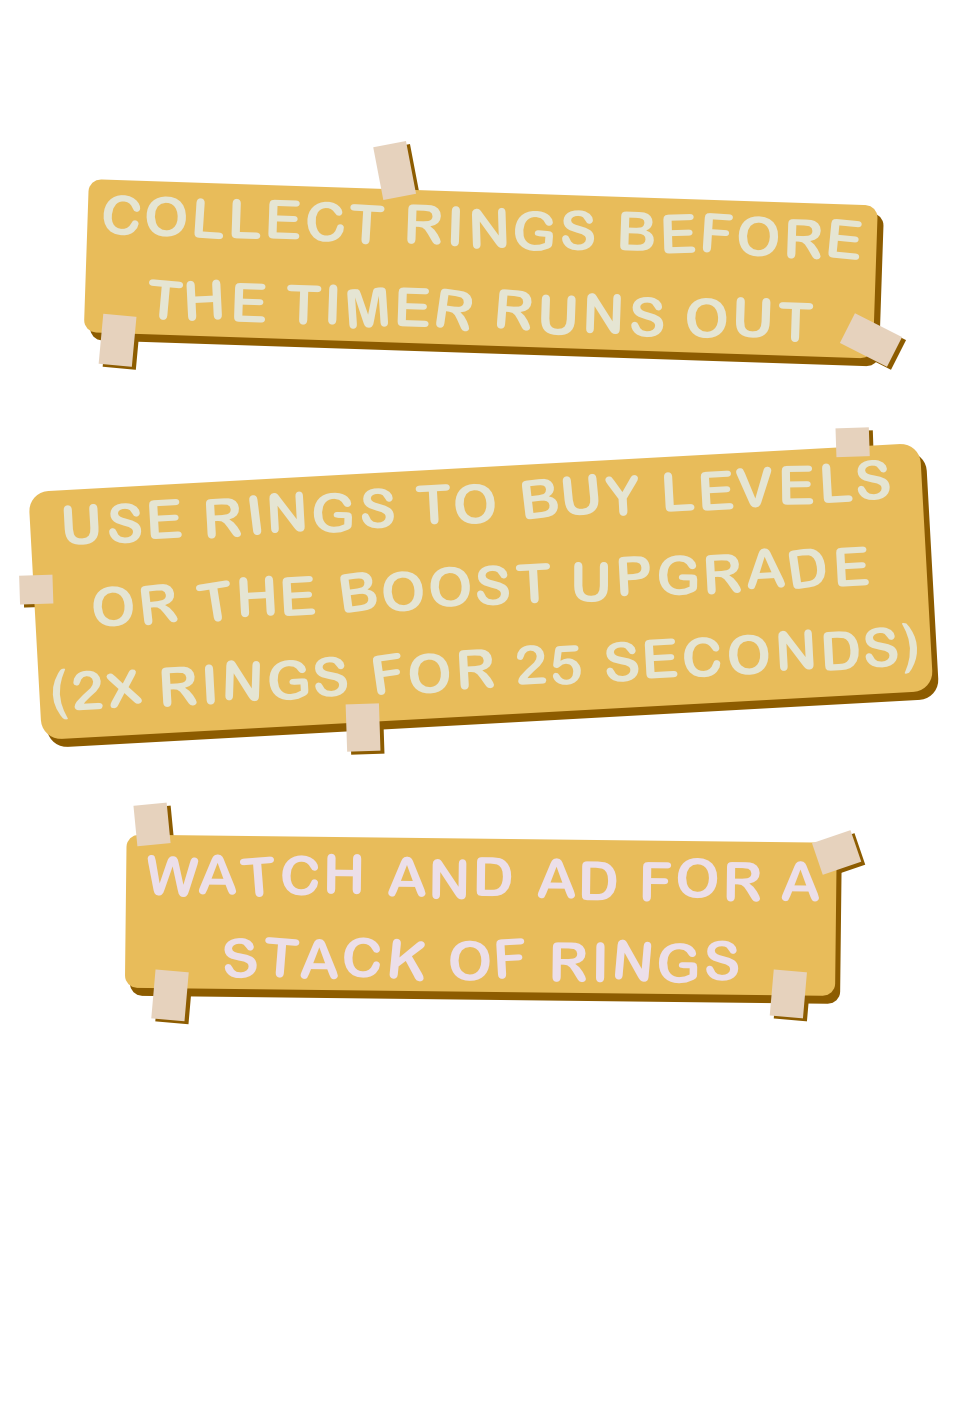 COLLECT RINGS BEFORE
THE TIMER RUNS OUT
USE RINGS TO BUY LEVELS
OR THE BOOST UPGRADE
(2X RINGS FOR 25 SECONDS)
WATCH AND AD FOR A
STACK OF RINGS